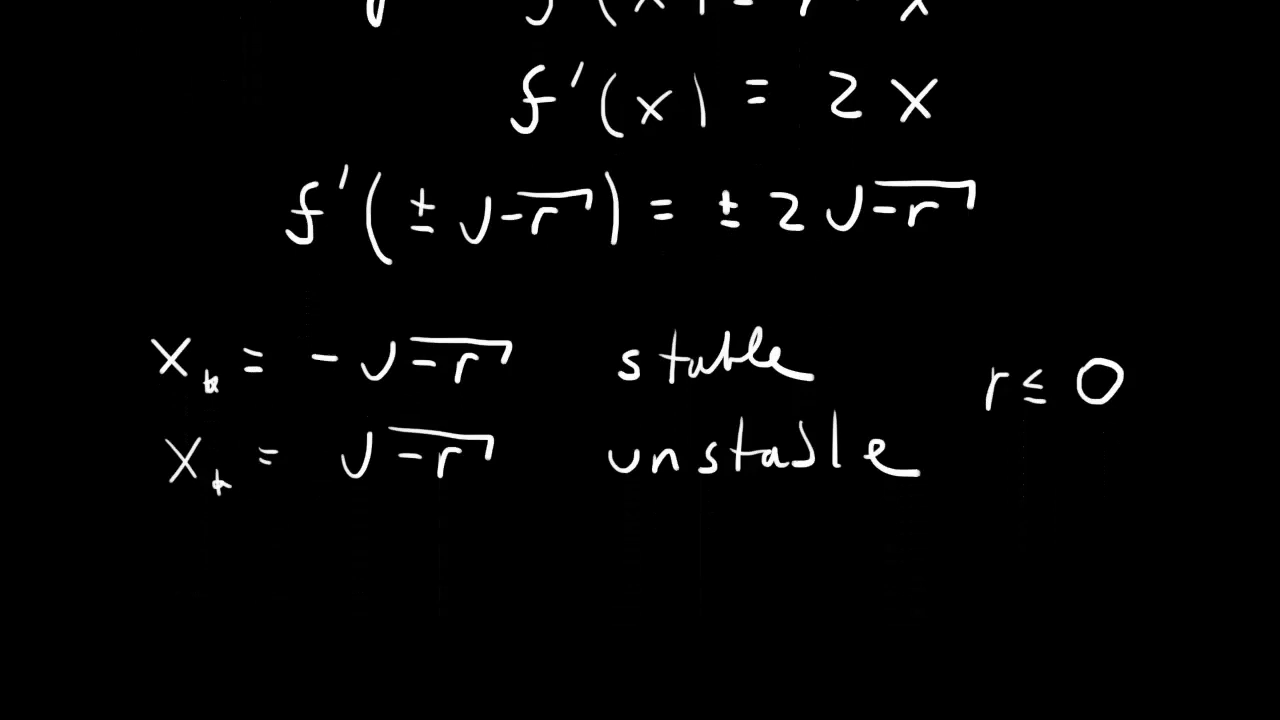 f'(x) = 2x
f'(±√-r) = ±2√-r
x* = -√-r stable
r ≤ 0
x* = √-r unstable